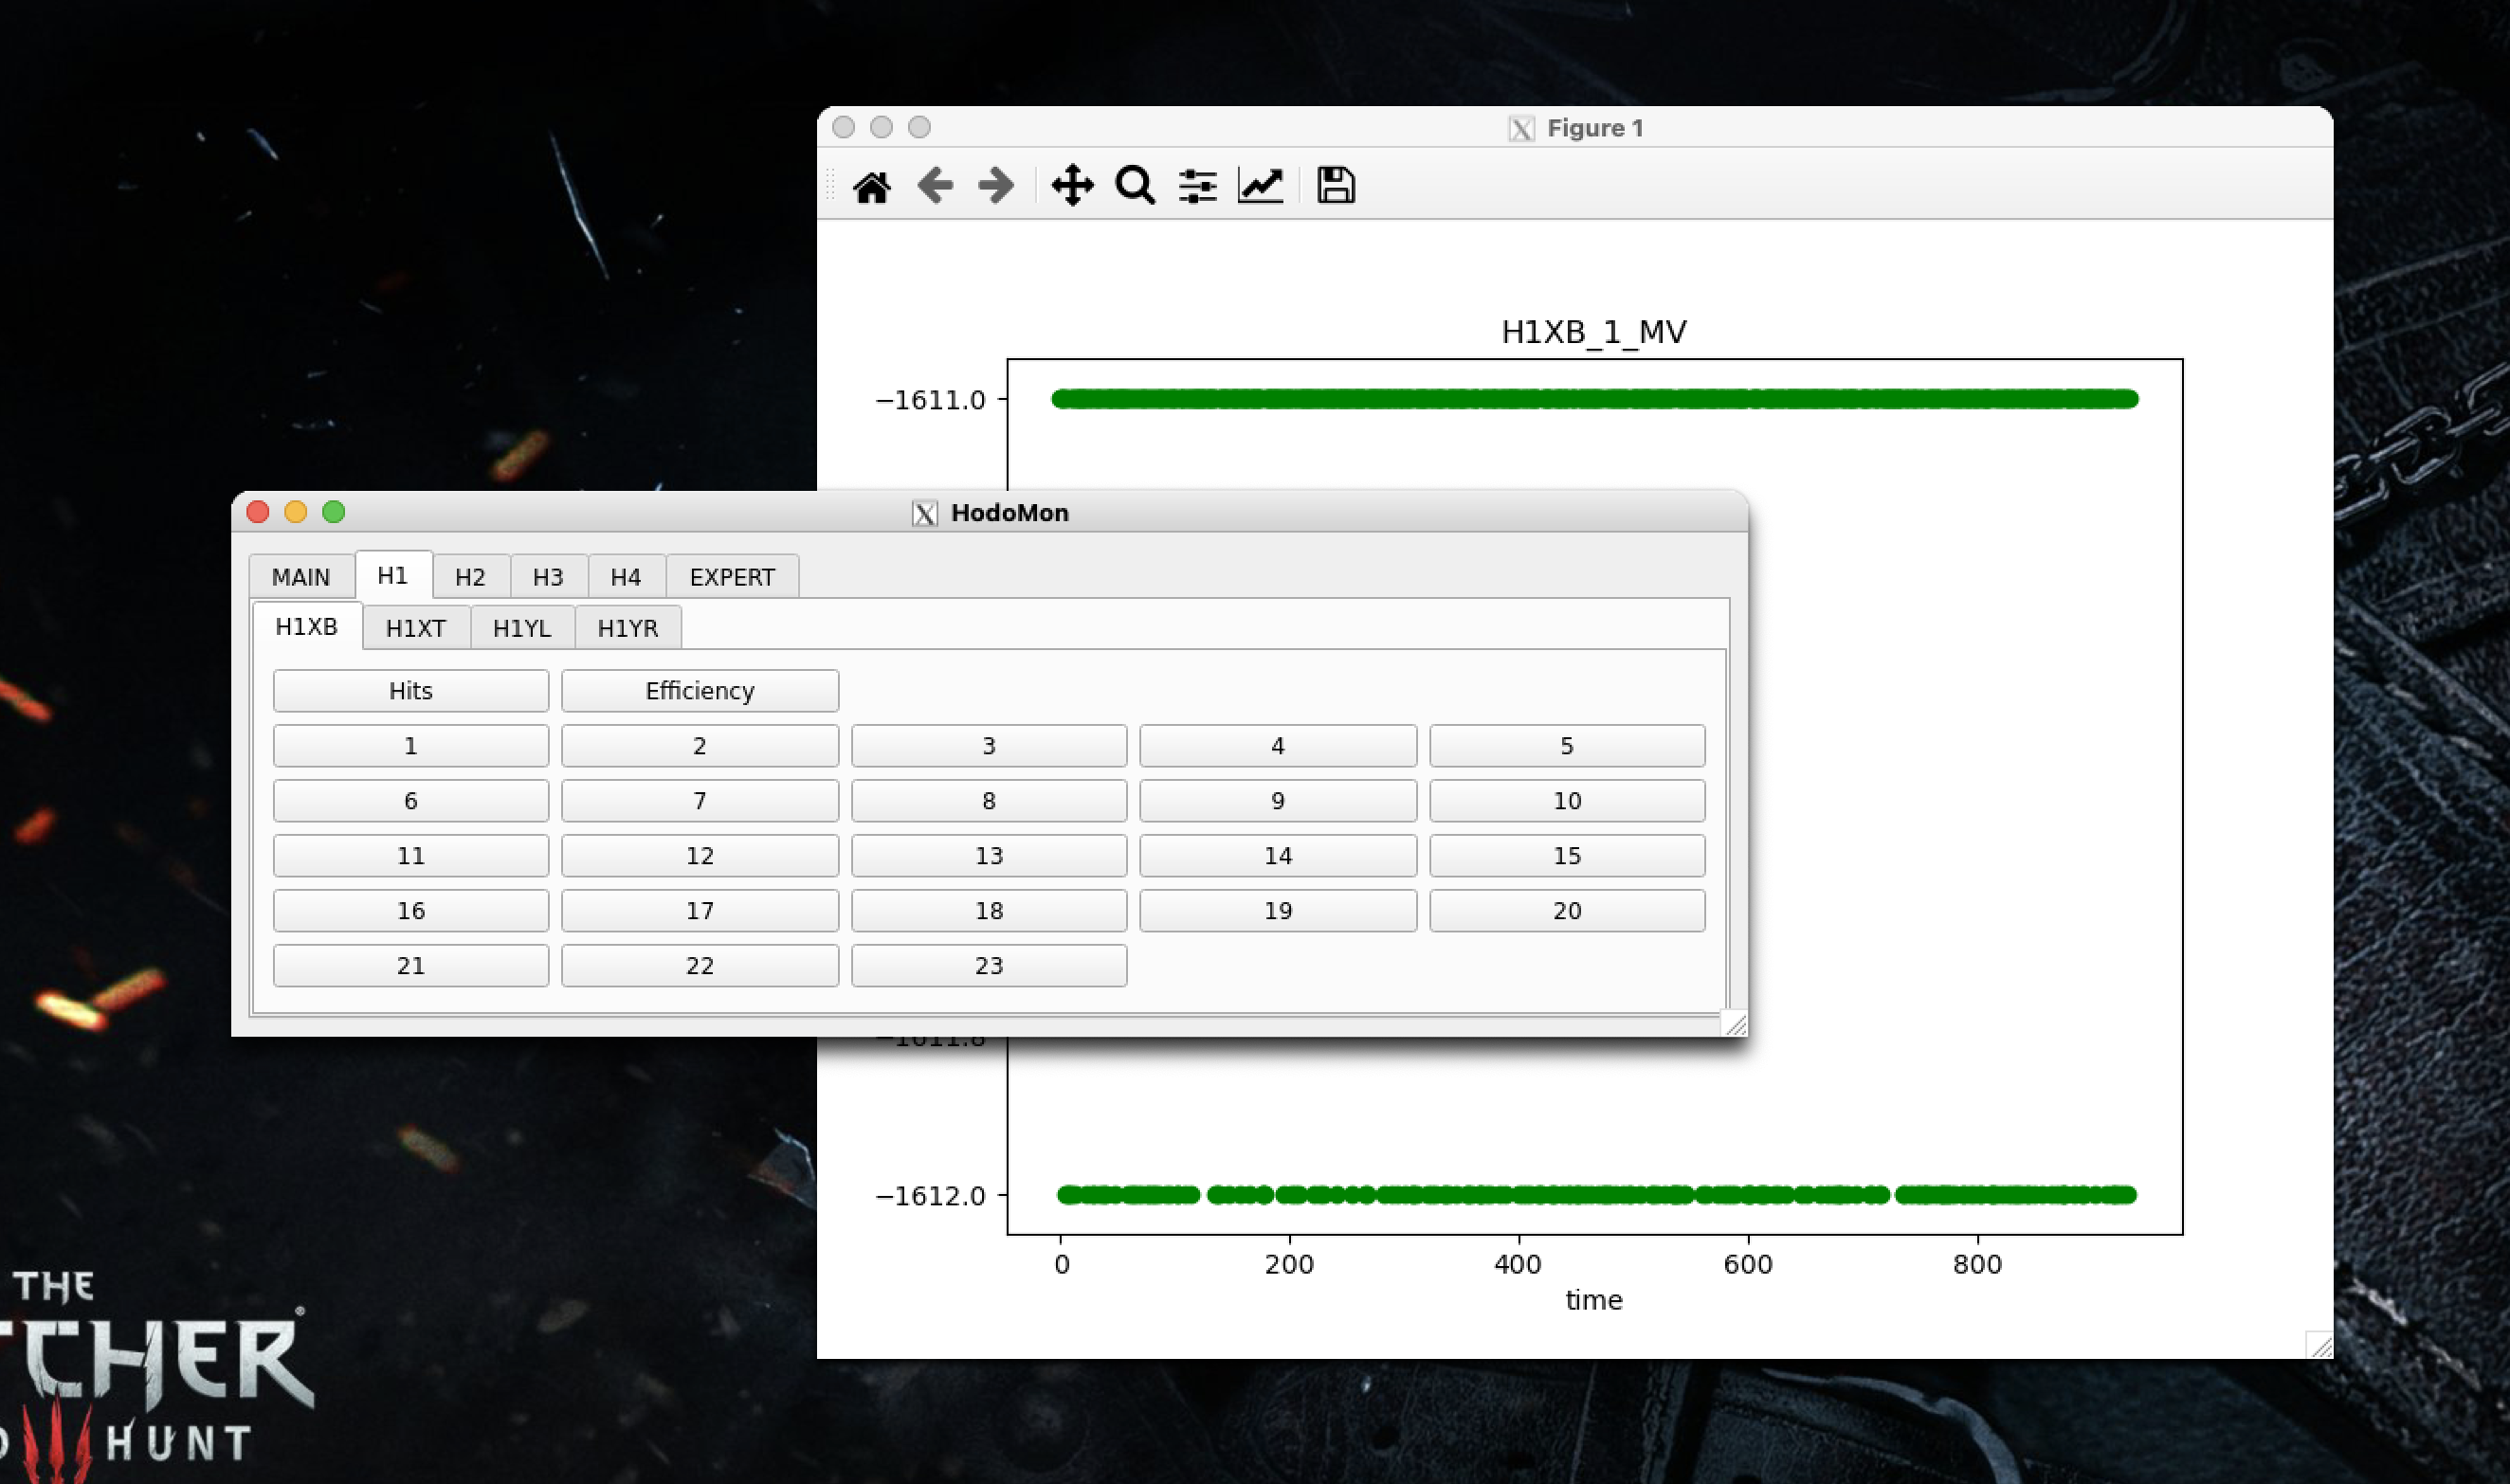 Figure 1
H1XB_1_MV
−1611.0
HodoMon
MAIN H1 H2 H3 H4 EXPERT
H1XB H1XT H1YL H1YR
Hits Efficiency
1 2 3 4 5
6 7 8 9 10
11 12 13 14 15
16 17 18 19 20
21 22 23
−1611.8
−1612.0
0 200 400 600 800
time
THE
TCHER®
HUNT